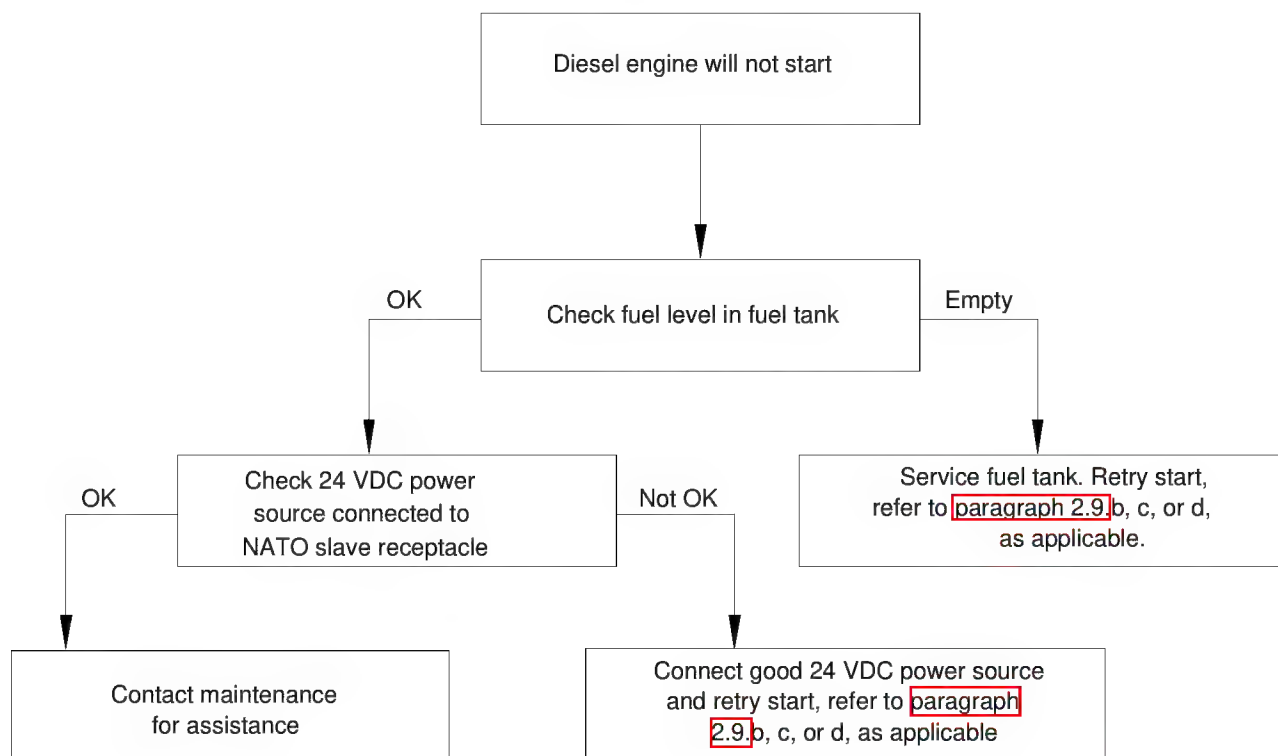 Diesel engine will not start
OK
Check fuel level in fuel tank
Empty
OK
Check 24 VDC power
source connected to
NATO slave receptacle
Not OK
Service fuel tank. Retry start,
refer to paragraph 2.9.b, c, or d,
as applicable.
Contact maintenance
for assistance
Connect good 24 VDC power source
and retry start, refer to paragraph
2.9.b, c, or d, as applicable